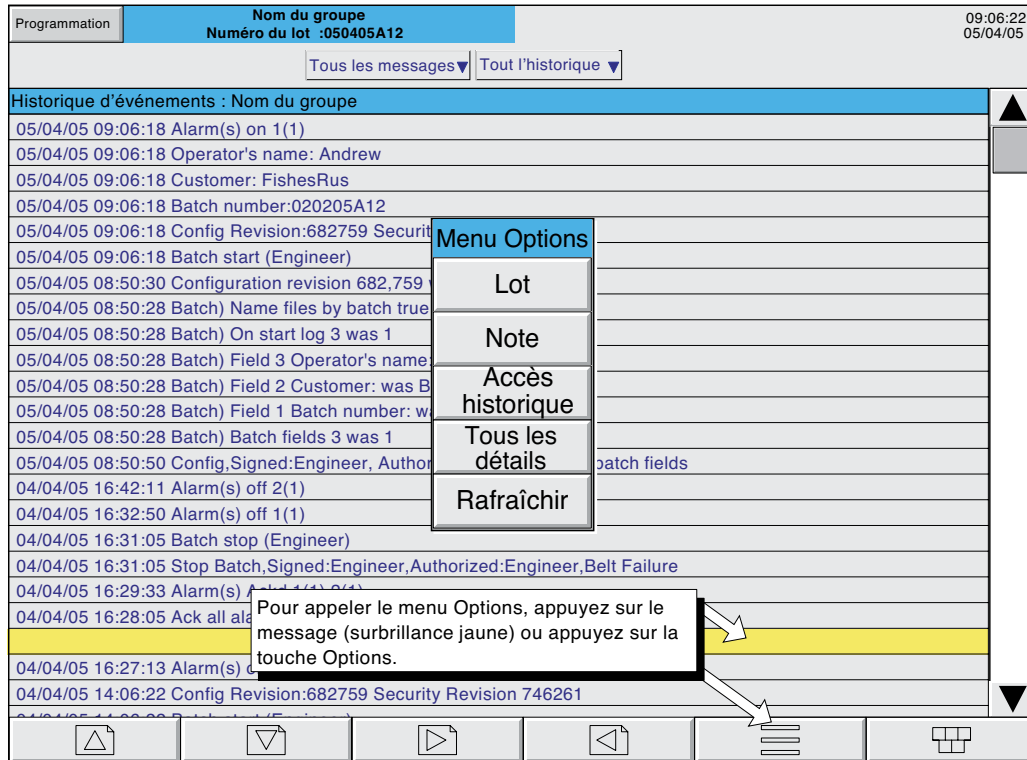 Programmation
Nom du groupe
Numéro du lot :050405A12
09:06:22
05/04/05
Tous les messages
Tout l'historique
Historique d'événements : Nom du groupe
05/04/05 09:06:18 Alarm(s) on 1(1)
05/04/05 09:06:18 Operator's name: Andrew
05/04/05 09:06:18 Customer: FishesRus
05/04/05 09:06:18 Batch number:020205A12
05/04/05 09:06:18 Config Revision:682759 Securit
05/04/05 09:06:18 Batch start (Engineer)
05/04/05 08:50:30 Configuration revision 682,759
05/04/05 08:50:28 Batch) Name files by batch true
05/04/05 08:50:28 Batch) On start log 3 was 1
05/04/05 08:50:28 Batch) Field 3 Operator's name:
05/04/05 08:50:28 Batch) Field 2 Customer: was B
05/04/05 08:50:28 Batch) Field 1 Batch number: wa
05/04/05 08:50:28 Batch) Batch fields 3 was 1
05/04/05 08:50:50 Config,Signed:Engineer, Author batch fields
04/04/05 16:42:11 Alarm(s) off 2(1)
04/04/05 16:32:50 Alarm(s) off 1(1)
04/04/05 16:31:05 Batch stop (Engineer)
04/04/05 16:31:05 Stop Batch,Signed:Engineer,Authorized:Engineer,Belt Failure
04/04/05 16:29:33 Alarm(s) Ackd 1(1) 2(1)
04/04/05 16:28:05 Ack all ala
04/04/05 16:27:13 Alarm(s)
04/04/05 14:06:22 Config Revision:682759 Security Revision 746261
Menu Options
Lot
Note
Accès
historique
Tous les
détails
Rafraîchir
Pour appeler le menu Options, appuyez sur le
message (surbrillance jaune) ou appuyez sur la
touche Options.